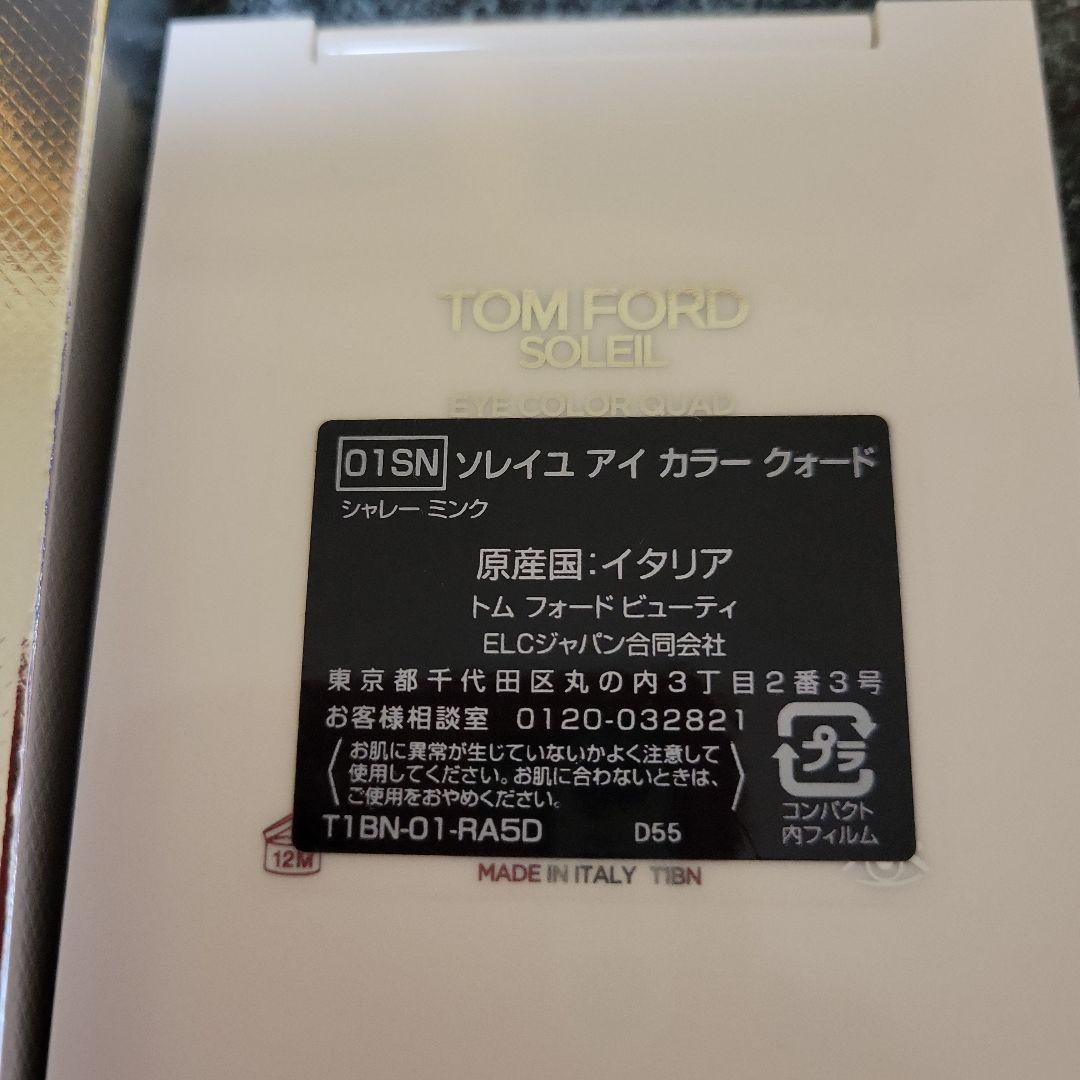 TOM FORD
SOLEIL
EYE COLOR QUAD
01SN ソレイユ アイ カラー クォード
シャレー ミンク
原産国:イタリア
トム フォード ビューティ
ELCジャパン合同会社
東京都千代田区丸の内3丁目2番3号
お客様相談室 0120-032821
お肌に異常が生じていないかよく注意して
使用してください。お肌に合わないときは、
ご使用をおやめください。
プラ
コンパクト
内フィルム
T1BN-01-RA5D D55
12M
MADE IN ITALY T1BN